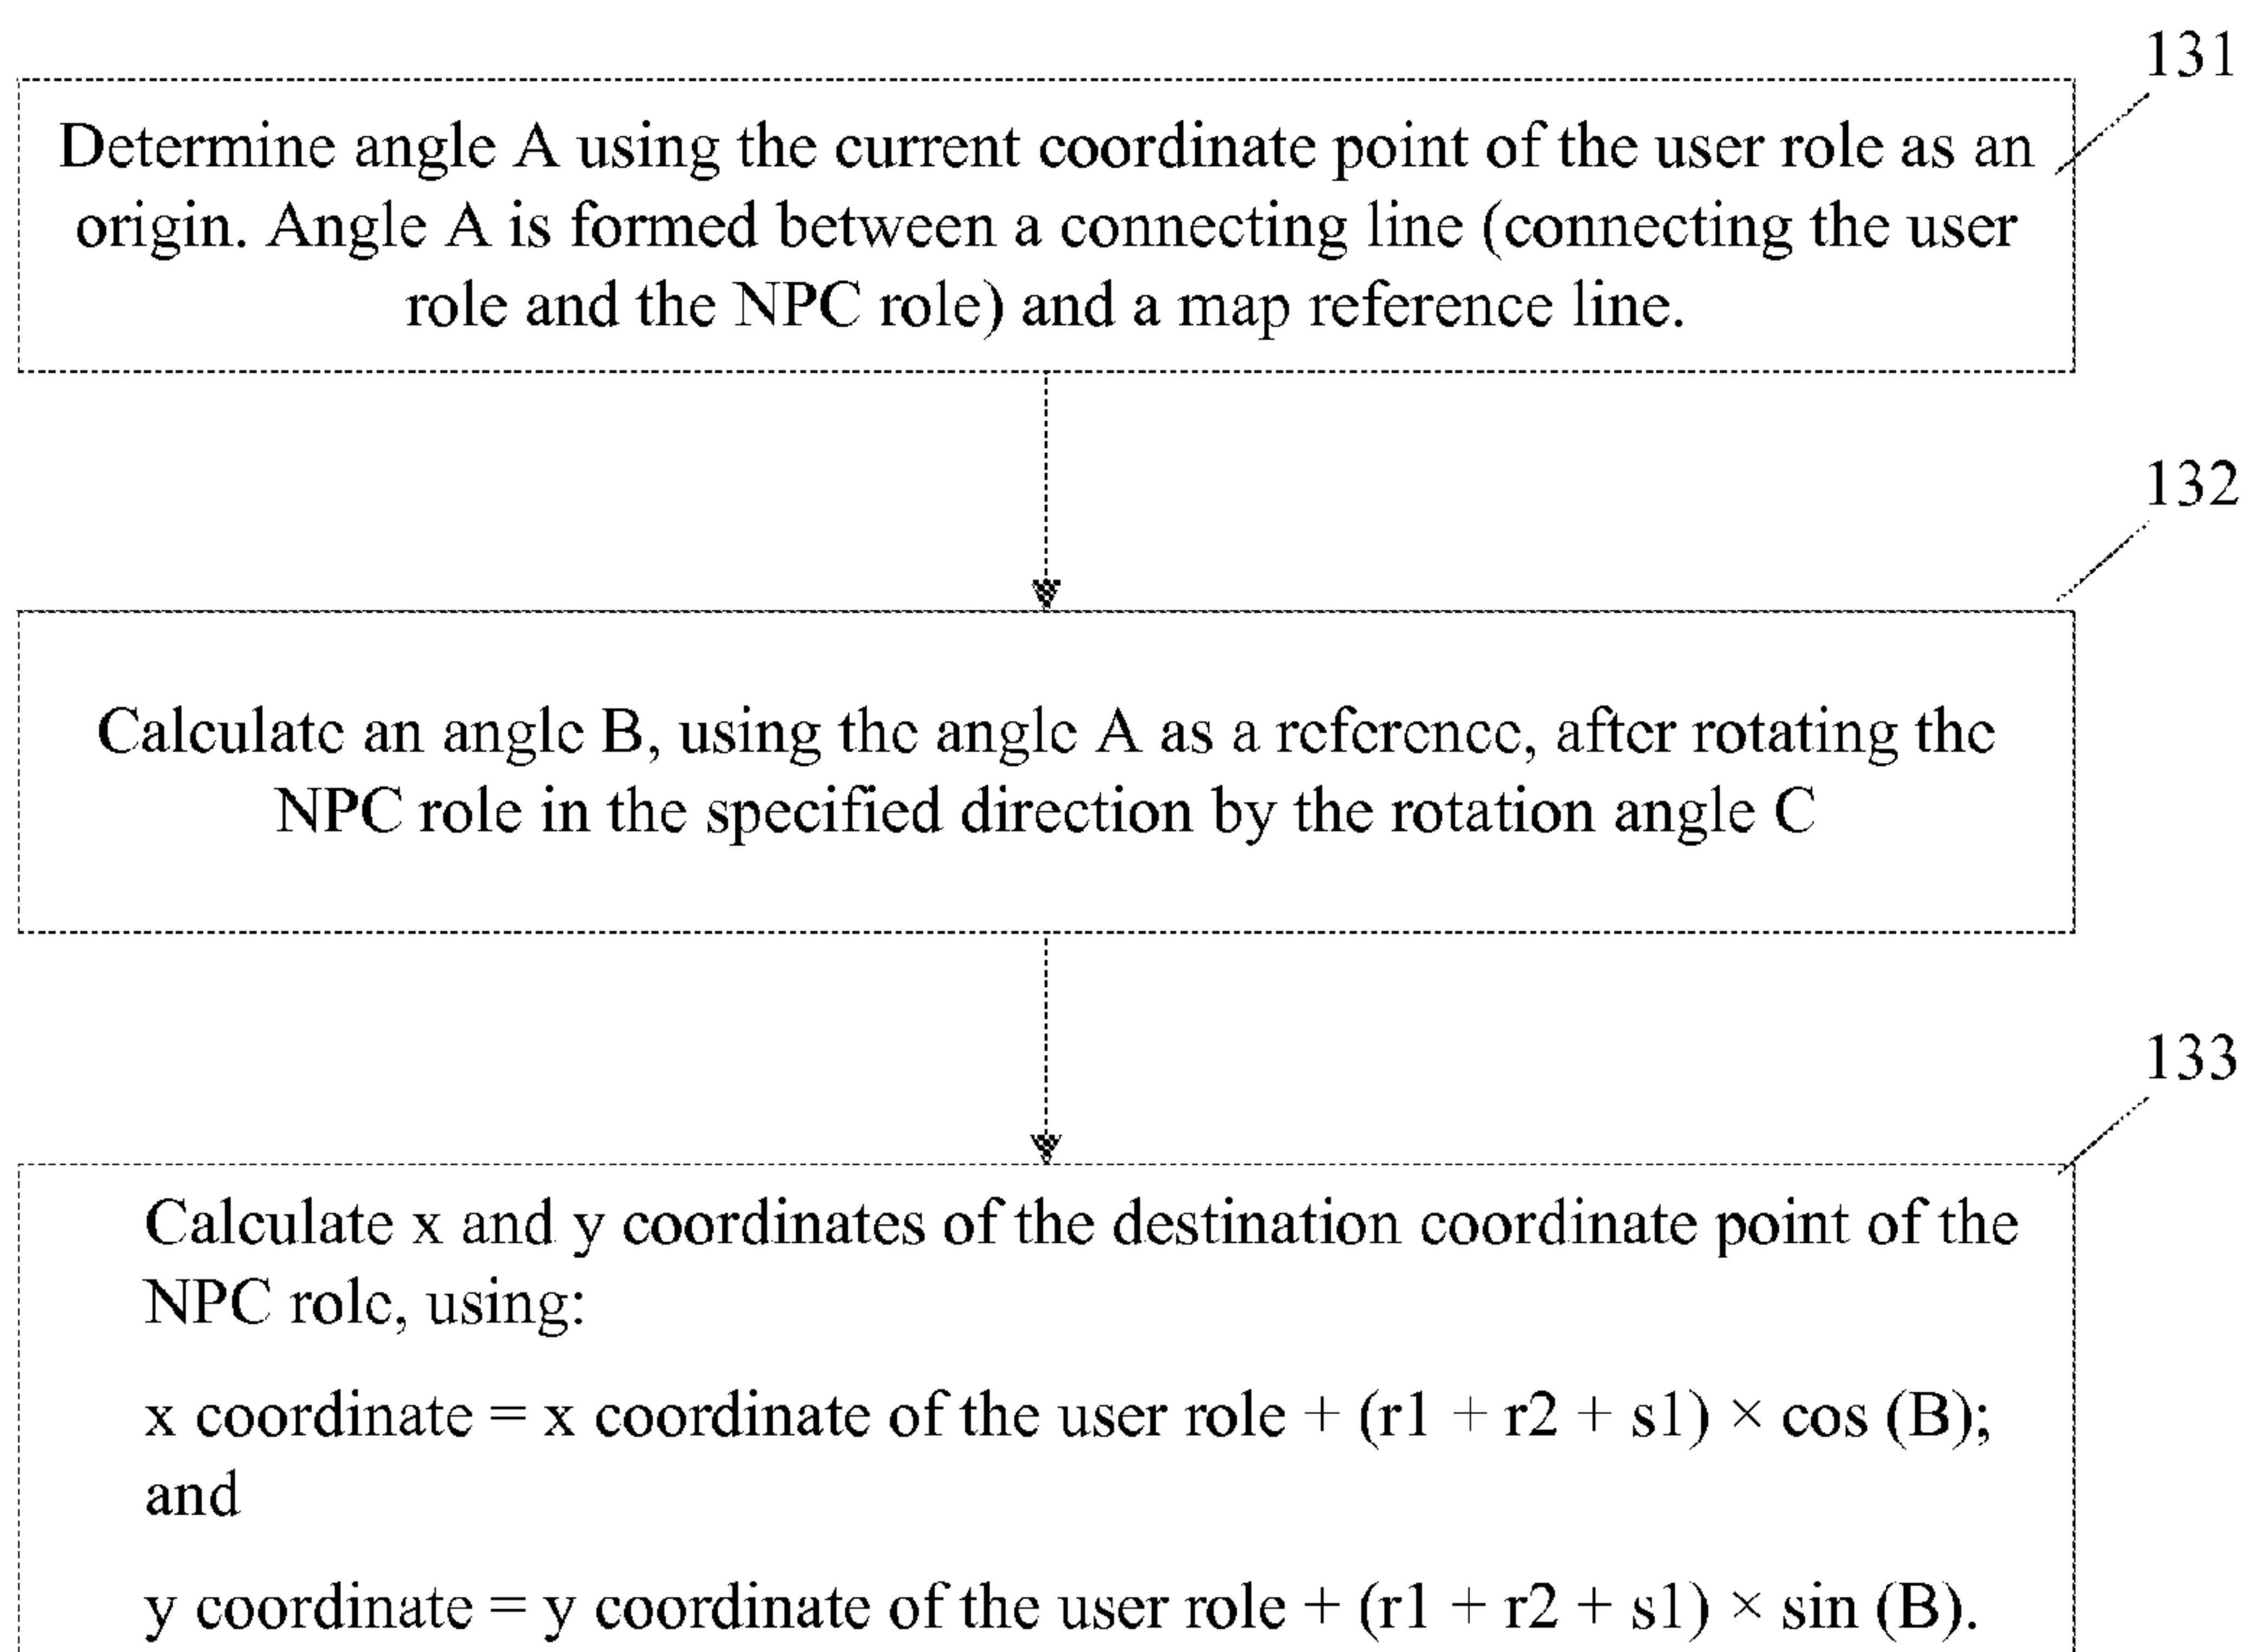 131
Determine angle A using the current coordinate point of the user role as an
origin. Angle A is formed between a connecting line (connecting the user
role and the NPC role) and a map reference line.
132
Calculate an angle B, using the angle A as a reference, after rotating the
NPC role in the specified direction by the rotation angle C
133
Calculate x and y coordinates of the destination coordinate point of the
NPC role, using:
x coordinate = x coordinate of the user role + (r1 + r2 + s1) × cos (B);
and
y coordinate = y coordinate of the user role + (r1 + r2 + s1) × sin (B).